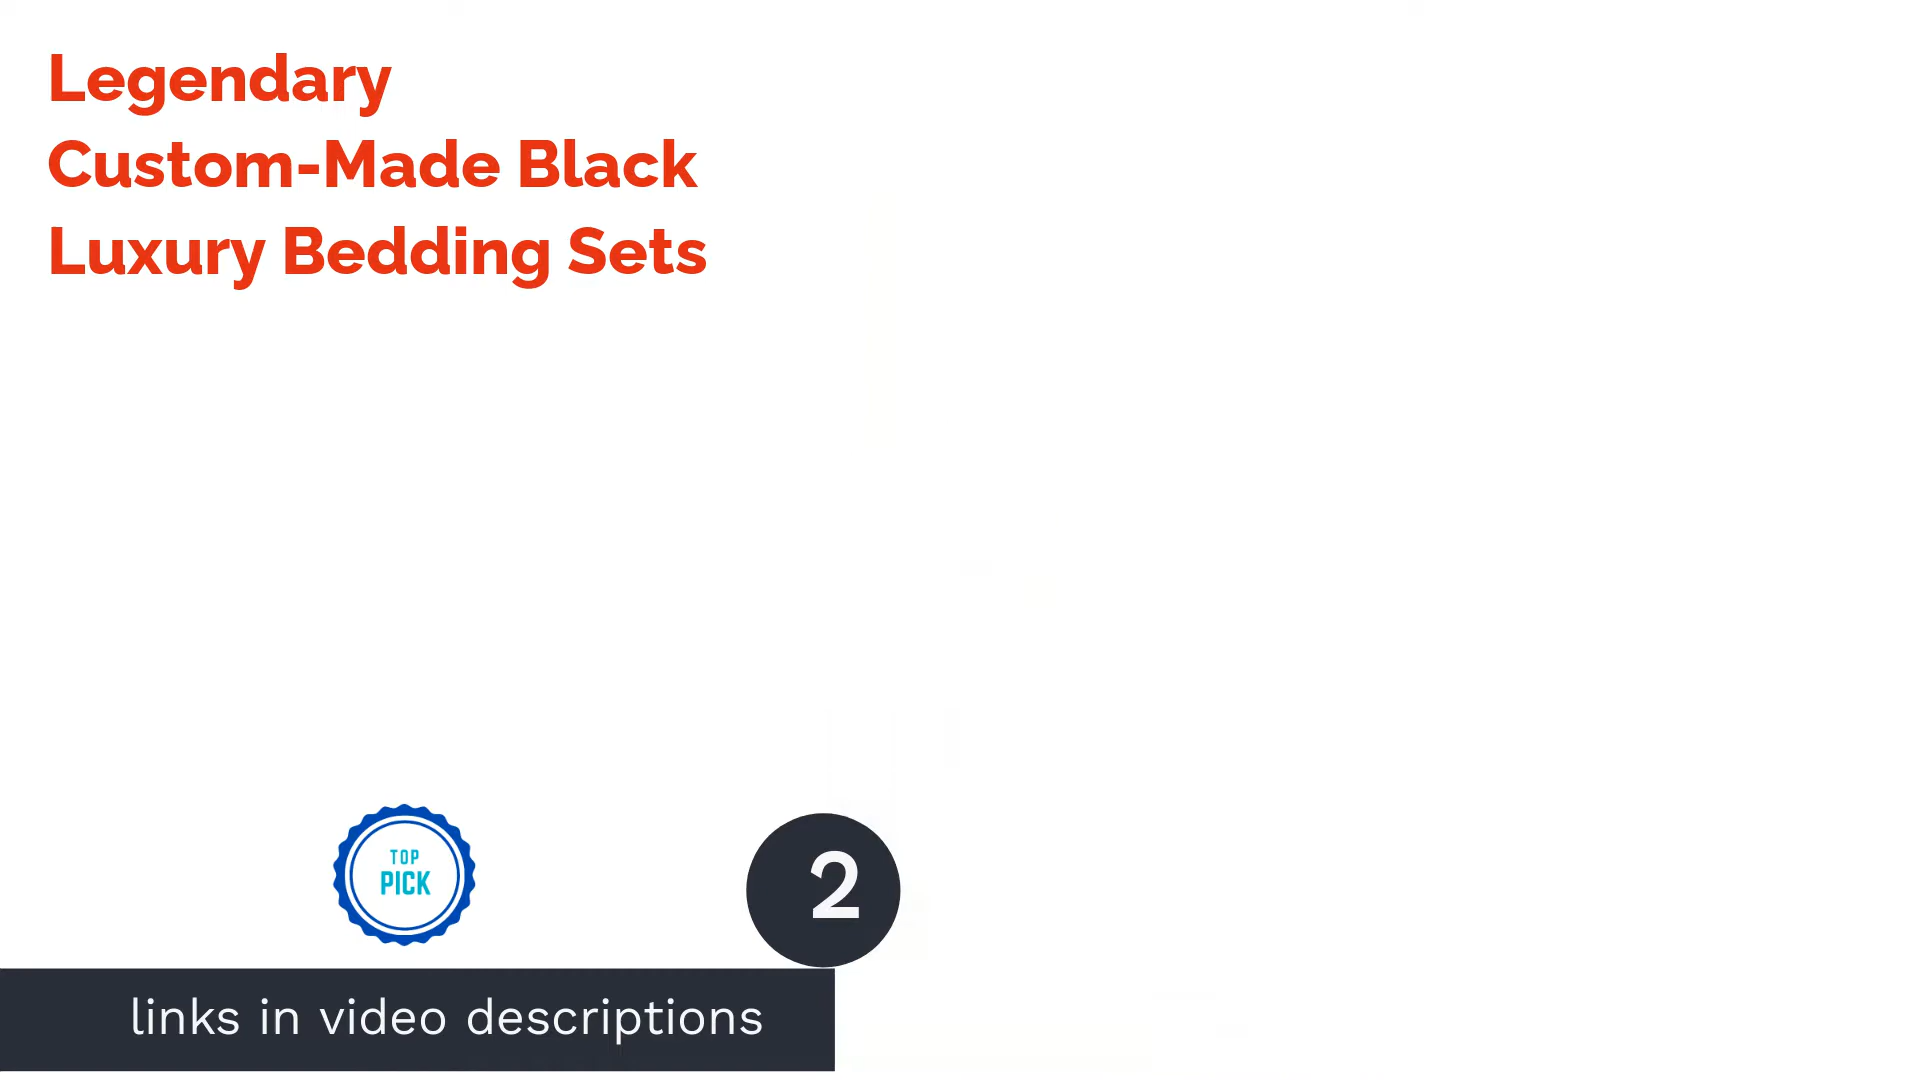 Legendary
Custom-Made Black
Luxury Bedding Sets
TOP
PICK
2
links in video descriptions